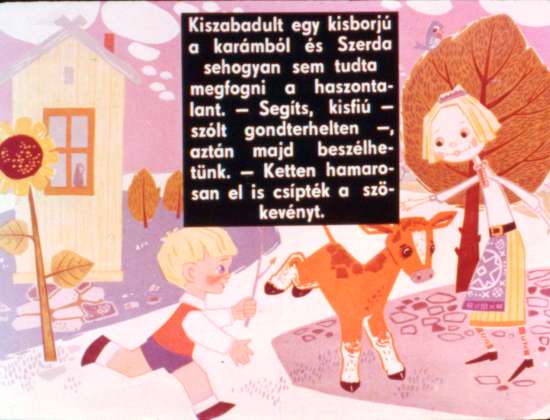 Kiszabadult egy kisborjú
a karámból és Szerda
sehogyan sem tudta
megfogni a haszonta-
lant. — Segíts, kisfiú —
szólt gondterhelten —,
aztán majd beszélhe-
tünk. — Ketten hamaro-
san el is csípték a szö-
kevényt.